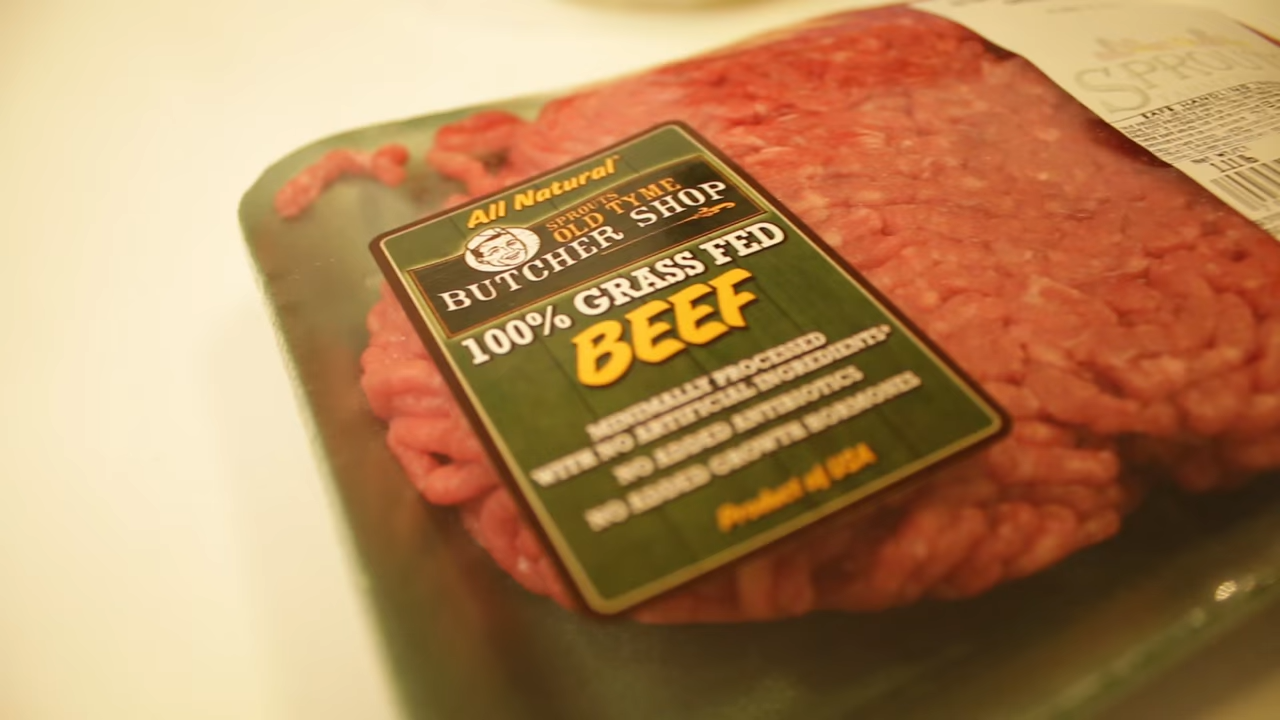 All Natural*
SPROUTS
OLD TYME
BUTCHER SHOP
100% GRASS FED
BEEF
MINIMALLY PROCESSED
WITH NO ARTIFICIAL INGREDIENTS*
NO ADDED ANTIBIOTICS
NO ADDED GROWTH HORMONES
Product of USA
SPROU